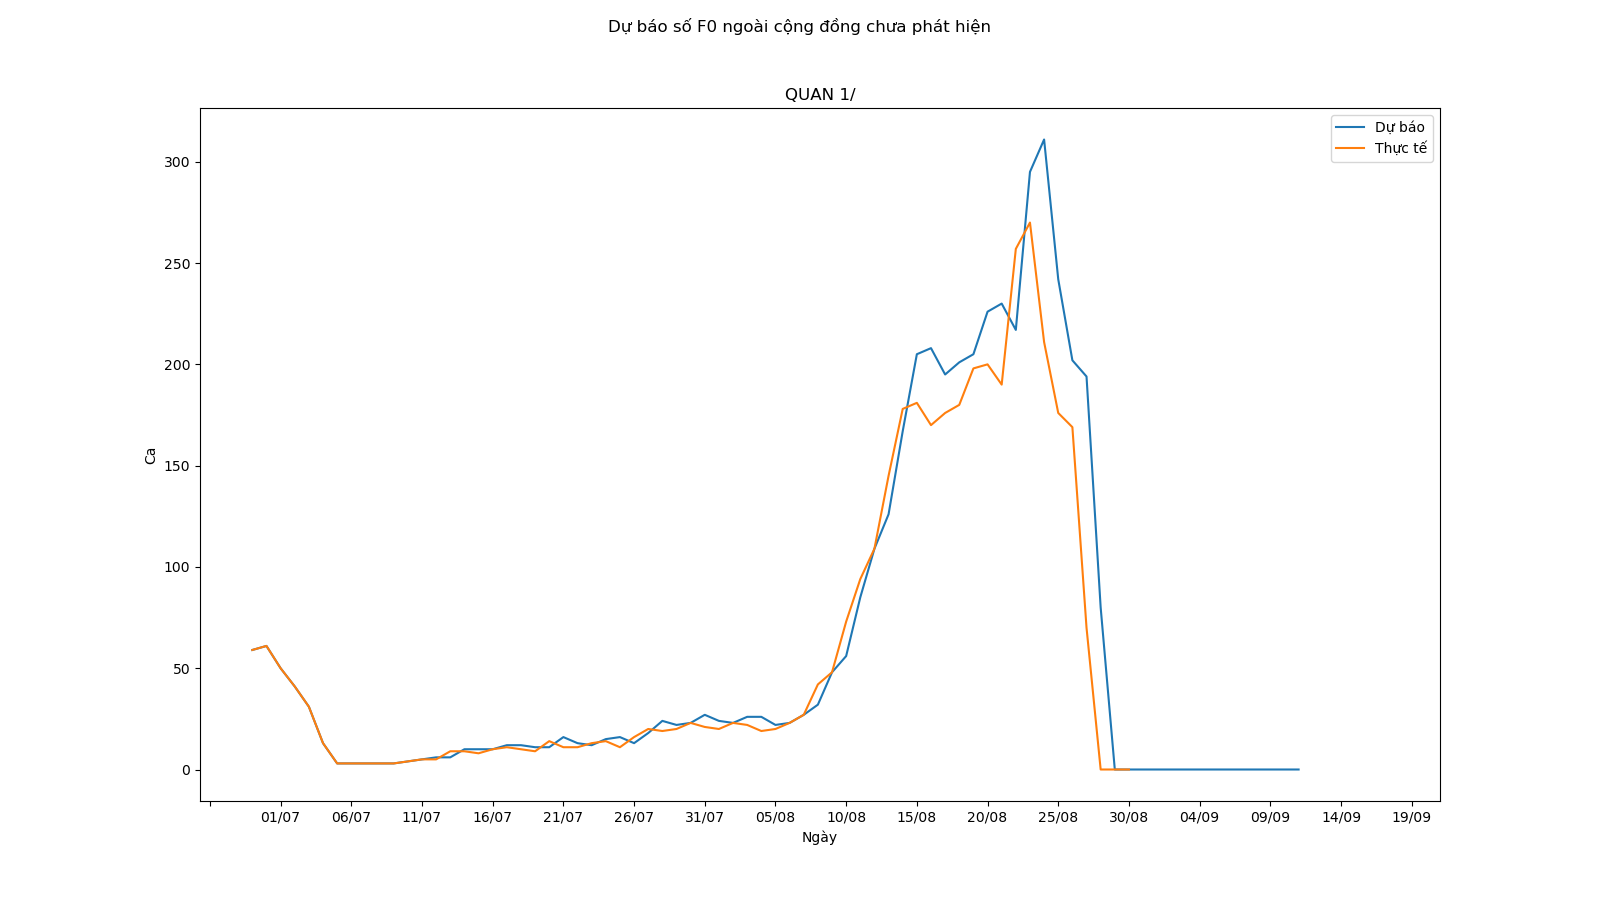 Dự báo số F0 ngoài cộng đồng chưa phát hiện
QUAN 1/
Dự báo
Thực tế
300
250
200
150
100
50
0
Ca
01/07 06/07 11/07 16/07 21/07 26/07 31/07 05/08 10/08 15/08 20/08 25/08 30/08 04/09 09/09 14/09 19/09
Ngày